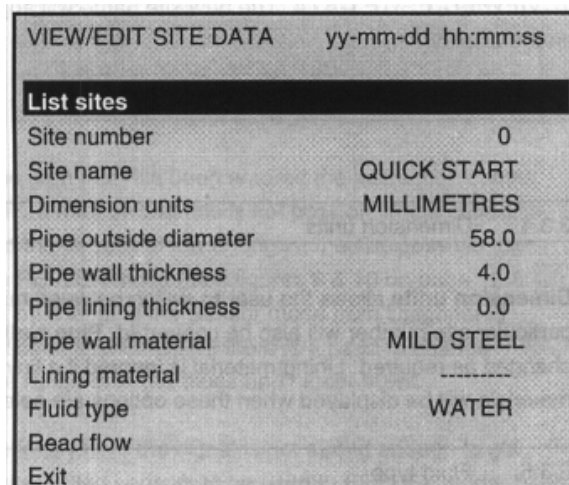 VIEW/EDIT SITE DATA yy-mm-dd hh:mm:ss
List sites
Site number 0
Site name QUICK START
Dimension units MILLIMETRES
Pipe outside diameter 58.0
Pipe wall thickness 4.0
Pipe lining thickness 0.0
Pipe wall material MILD STEEL
Lining material ---------
Fluid type WATER
Read flow
Exit